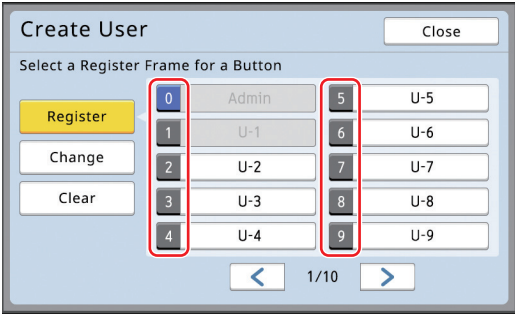 Create User
Close
Select a Register Frame for a Button
Register
Change
Clear
0 Admin
1 U-1
2 U-2
3 U-3
4 U-4
5 U-5
6 U-6
7 U-7
8 U-8
9 U-9
< 1/10 >